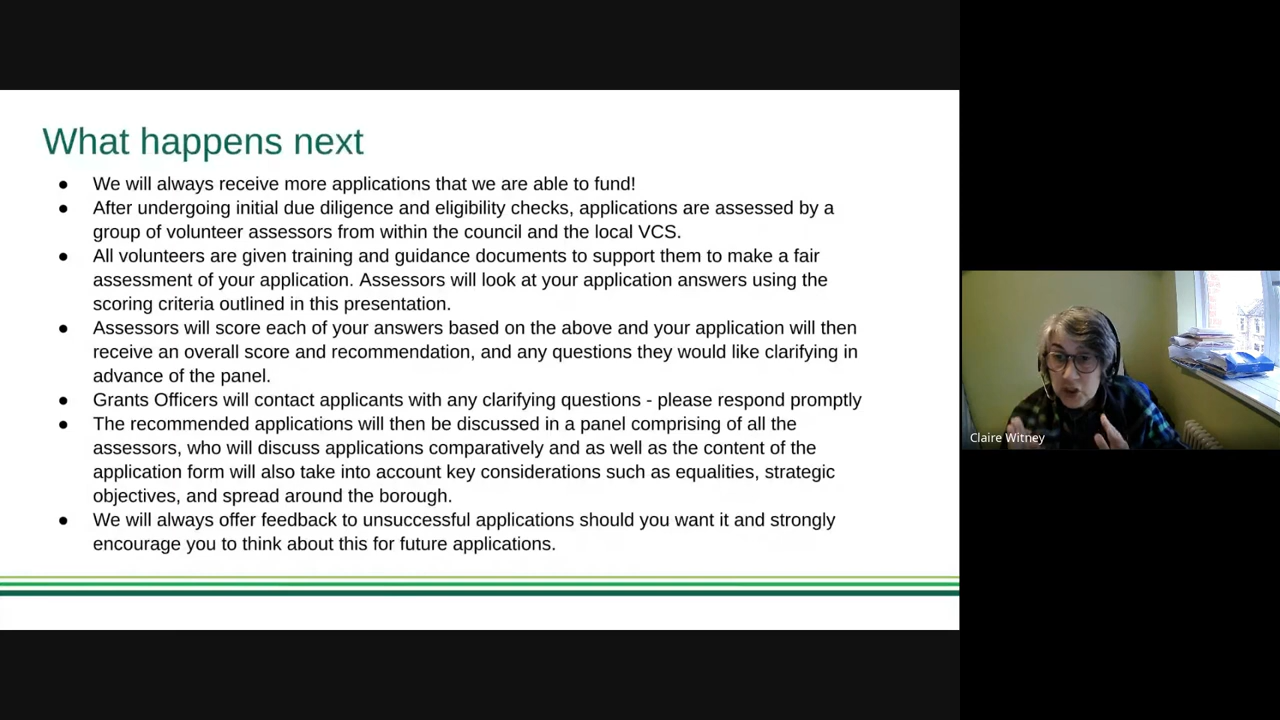 What happens next
● We will always receive more applications that we are able to fund!
● After undergoing initial due diligence and eligibility checks, applications are assessed by a
group of volunteer assessors from within the council and the local VCS.
● All volunteers are given training and guidance documents to support them to make a fair
assessment of your application. Assessors will look at your application answers using the
scoring criteria outlined in this presentation.
● Assessors will score each of your answers based on the above and your application will then
receive an overall score and recommendation, and any questions they would like clarifying in
advance of the panel.
● Grants Officers will contact applicants with any clarifying questions - please respond promptly
● The recommended applications will then be discussed in a panel comprising of all the
assessors, who will discuss applications comparatively and as well as the content of the
application form will also take into account key considerations such as equalities, strategic
objectives, and spread around the borough.
● We will always offer feedback to unsuccessful applications should you want it and strongly
encourage you to think about this for future applications.
Claire Witney